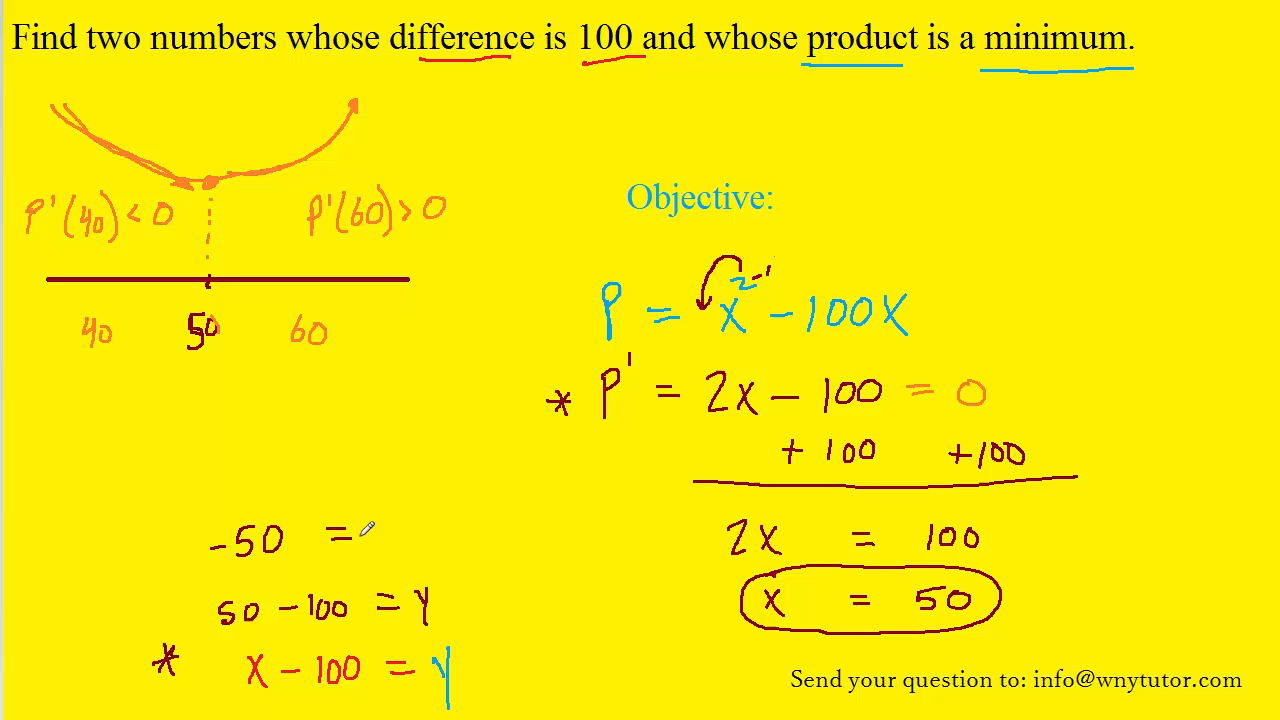 Find two numbers whose difference is 100 and whose product is a minimum.
P'(40) < 0
P'(60) > 0
40
50
60
Objective:
P = x²⁻¹ - 100x
* P' = 2x - 100 = 0
+ 100 +100
2x = 100
x = 50
-50 =
50 - 100 = y
* x - 100 = y
Send your question to: info@wnytutor.com